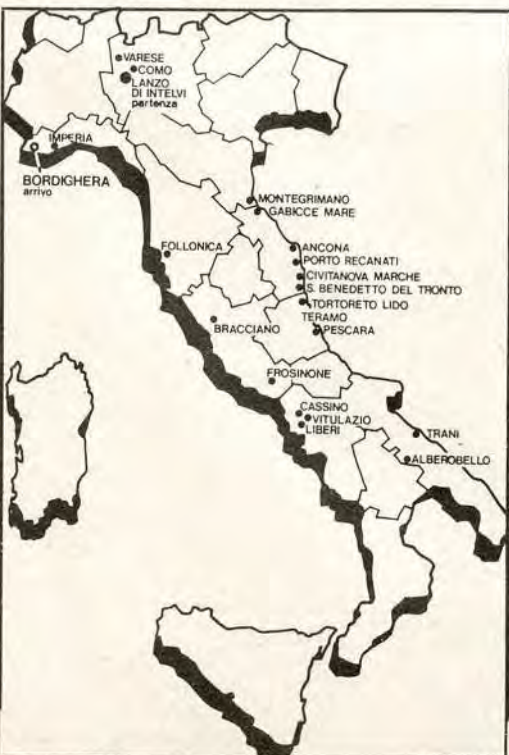 VARESE
COMO
LANZO
DI INTELVI
partenza
IMPERIA
BORDIGHERA
arrivo
MONTEGRIMANO
GABICCE MARE
FOLLONICA
ANCONA
PORTO RECANATI
CIVITANOVA MARCHE
S. BENEDETTO DEL TRONTO
TORTORETO LIDO
TERAMO
BRACCIANO
PESCARA
FROSINONE
CASSINO
VITULAZIO
LIBERI
TRANI
ALBEROBELLO